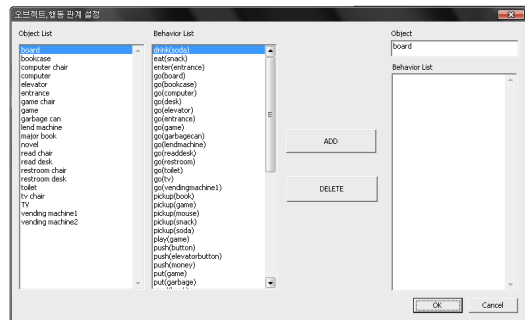 오브젝트,행동 관계 설정
Object List
board
bookcase
computer chair
computer
elevator
entrance
game chair
game
garbage can
lend machine
major book
novel
read chair
read desk
restroom chair
restroom desk
toilet
tv chair
TV
vending machine1
vending machine2
Behavior List
drink(soda)
eat(snack)
enter(entrance)
go(board)
go(bookcase)
go(computer)
go(desk)
go(elevator)
go(entrance)
go(game)
go(garbagecan)
go(lendmachine)
go(readdesk)
go(restroom)
go(toilet)
go(tv)
go(vendingmachine1)
pickup(book)
pickup(game)
pickup(mouse)
pickup(snack)
pickup(soda)
play(game)
push(button)
push(elevatorbutton)
push(money)
put(game)
put(garbage)
ADD
DELETE
Object
board
Behavior List
OK
Cancel